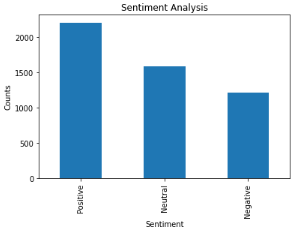 Sentiment Analysis
2000
1500
1000
500
0
Counts
Positive
Neutral
Negative
Sentiment